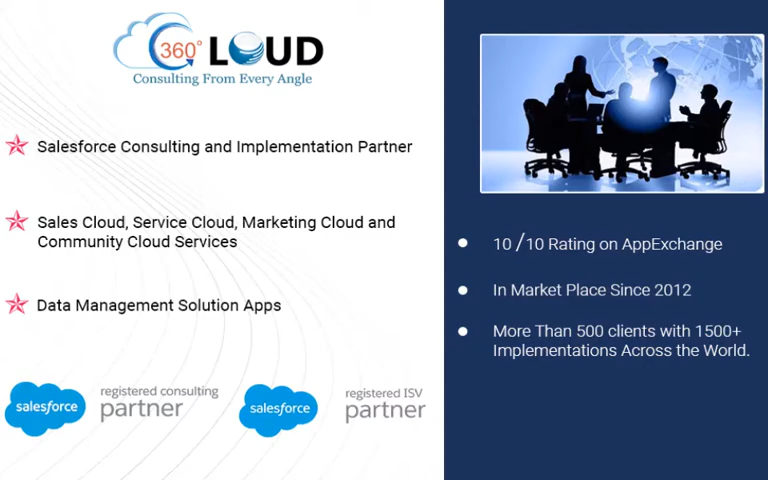 360° LOUD
Consulting From Every Angle
Salesforce Consulting and Implementation Partner
Sales Cloud, Service Cloud, Marketing Cloud and
Community Cloud Services
Data Management Solution Apps
salesforce
registered consulting
partner
salesforce
registered ISV
partner
10 /10 Rating on AppExchange
In Market Place Since 2012
More Than 500 clients with 1500+
Implementations Across the World.